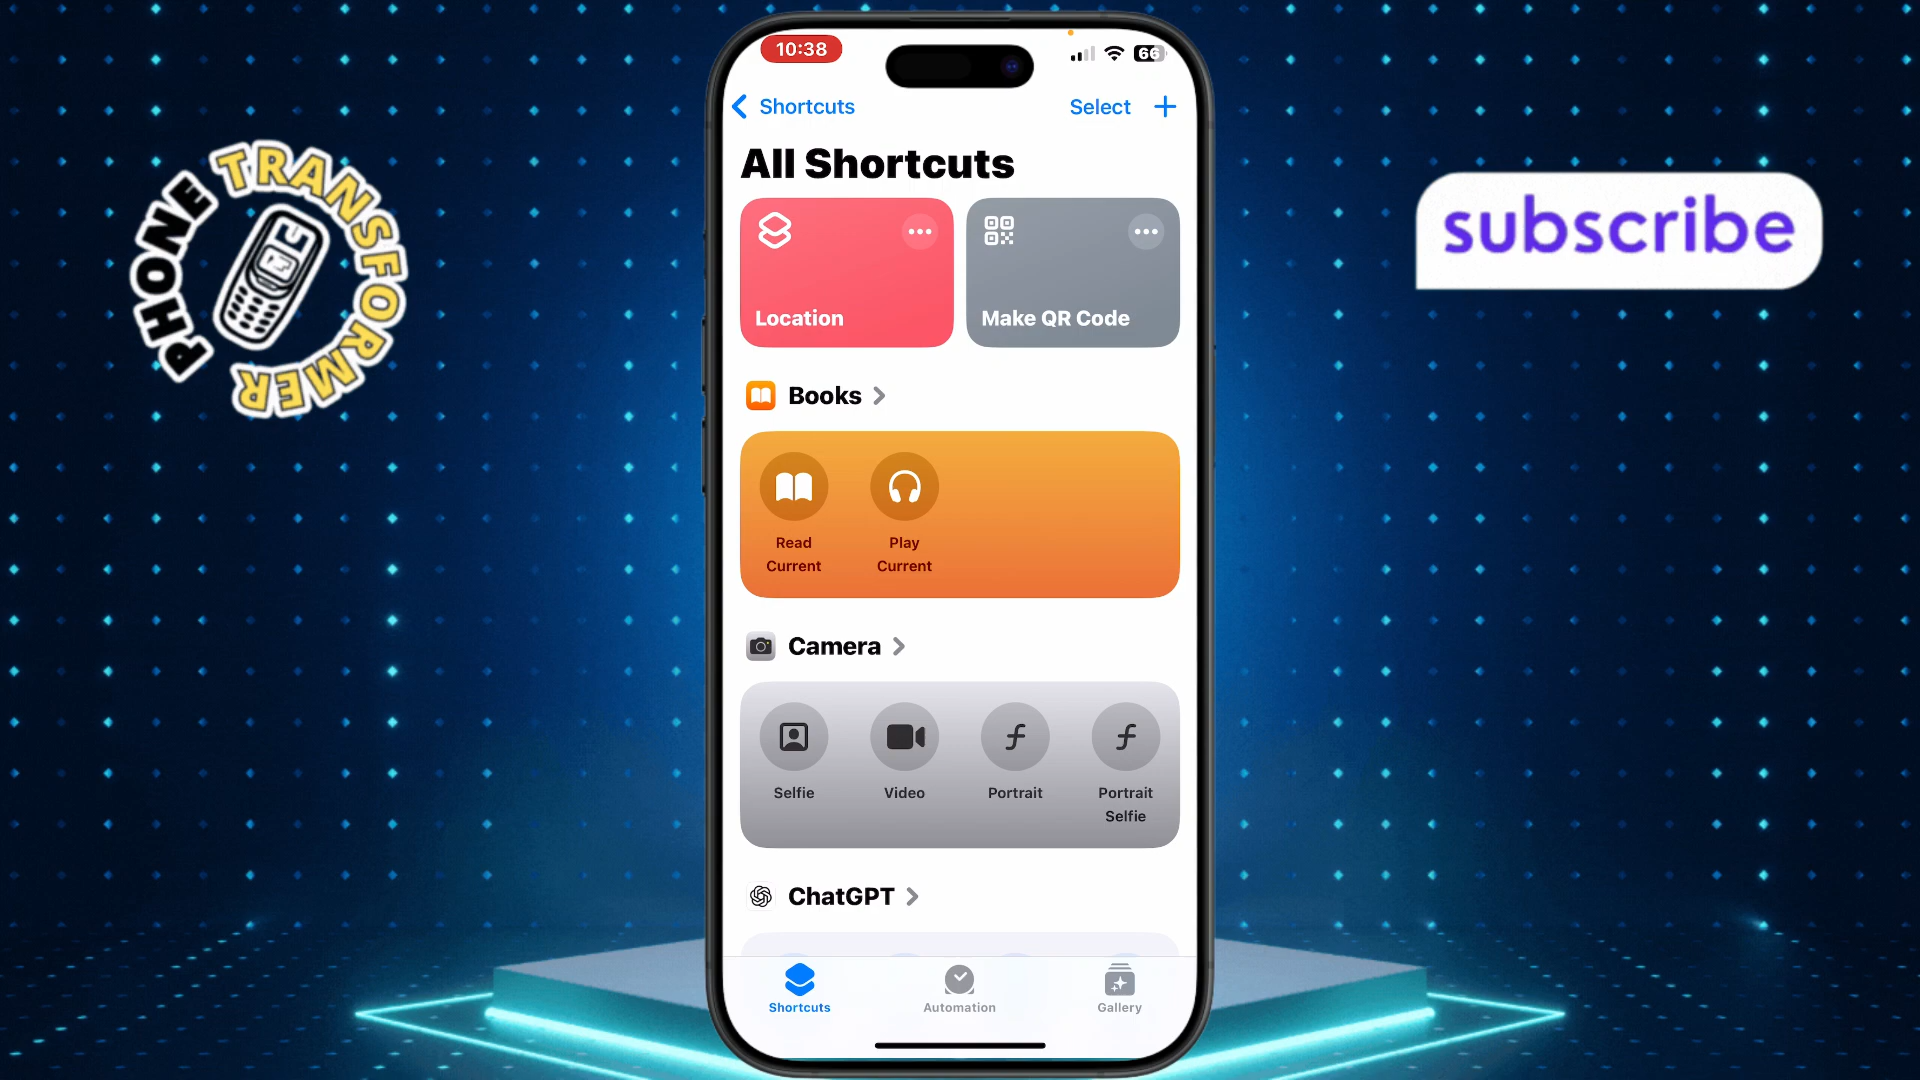 PHONE TRANSFORMER
subscribe
10:38
66
Shortcuts
Select +
All Shortcuts
Location
Make QR Code
Books
Read Current
Play Current
Camera
Selfie
Video
Portrait
Portrait Selfie
ChatGPT
Shortcuts
Automation
Gallery